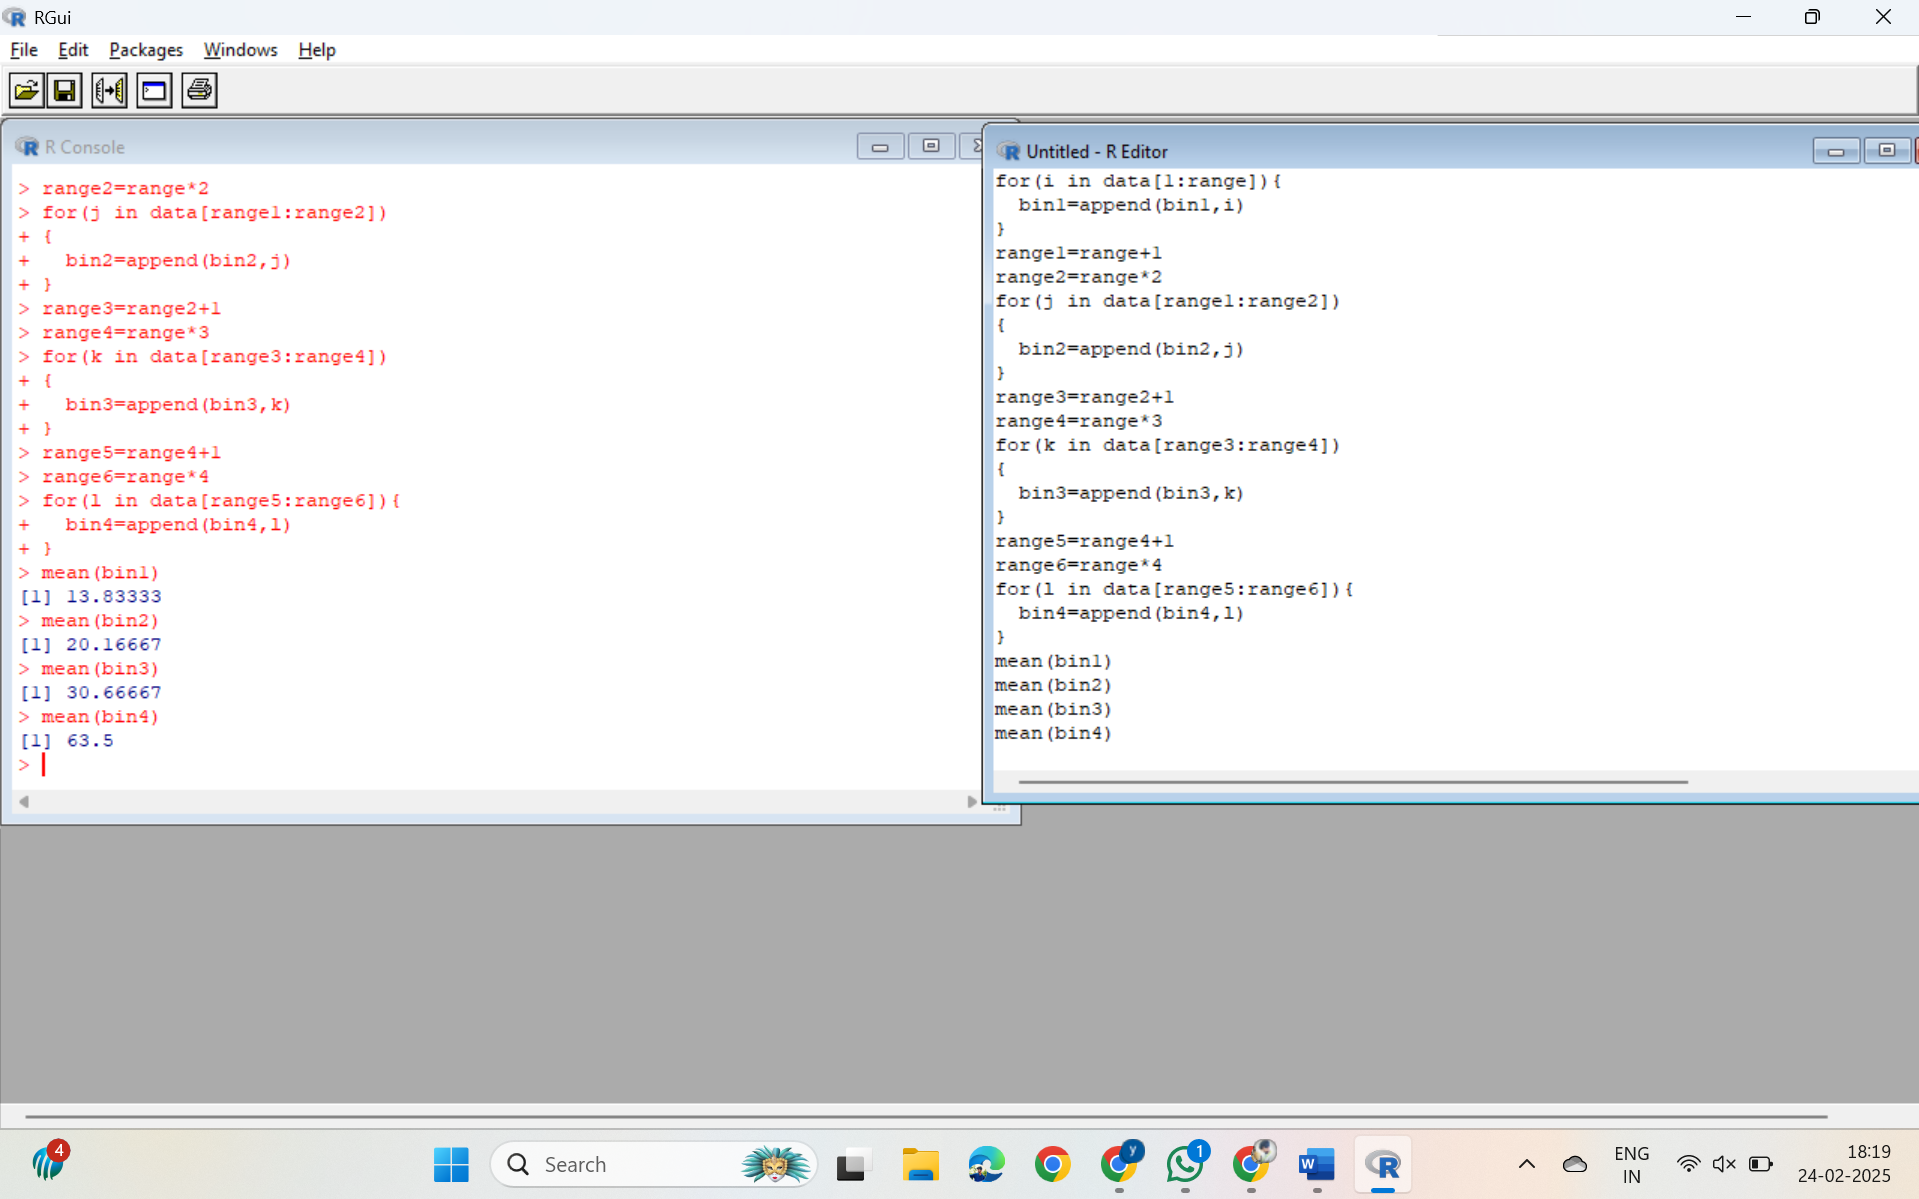 RGui
File Edit Packages Windows Help
R Console
> range2=range*2
> for(j in data[range1:range2])
+ {
+   bin2=append(bin2,j)
+ }
> range3=range2+1
> range4=range*3
> for(k in data[range3:range4])
+ {
+   bin3=append(bin3,k)
+ }
> range5=range4+1
> range6=range*4
> for(l in data[range5:range6]){
+   bin4=append(bin4,l)
+ }
> mean(bin1)
[1] 13.83333
> mean(bin2)
[1] 20.16667
> mean(bin3)
[1] 30.66667
> mean(bin4)
[1] 63.5
>
Untitled - R Editor
for(i in data[1:range]){
  bin1=append(bin1,i)
}
range1=range+1
range2=range*2
for(j in data[range1:range2])
{
  bin2=append(bin2,j)
}
range3=range2+1
range4=range*3
for(k in data[range3:range4])
{
  bin3=append(bin3,k)
}
range5=range4+1
range6=range*4
for(l in data[range5:range6]){
  bin4=append(bin4,l)
}
mean(bin1)
mean(bin2)
mean(bin3)
mean(bin4)
4
Search
y
1
W
R
ENG
IN
18:19
24-02-2025